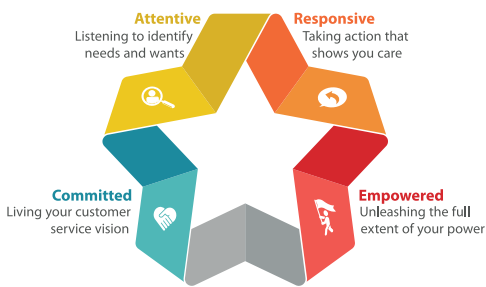 Attentive
Listening to identify
needs and wants
Responsive
Taking action that
shows you care
Committed
Living your customer
service vision
Empowered
Unleashing the full
extent of your power